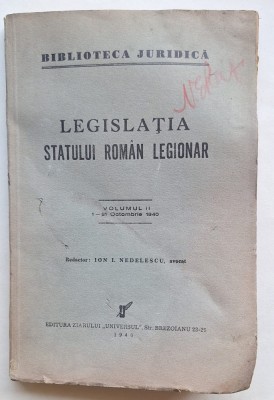 BIBLIOTECA JURIDICĂ
LEGISLAȚIA
STATULUI ROMÂN LEGIONAR
VOLUMUL II
1-31 Octombrie 1940
Redactor: ION I. NEDELESCU, avocat
EDITURA ZIARULUI „UNIVERSUL", Str. BREZOIANU 23-25
1940